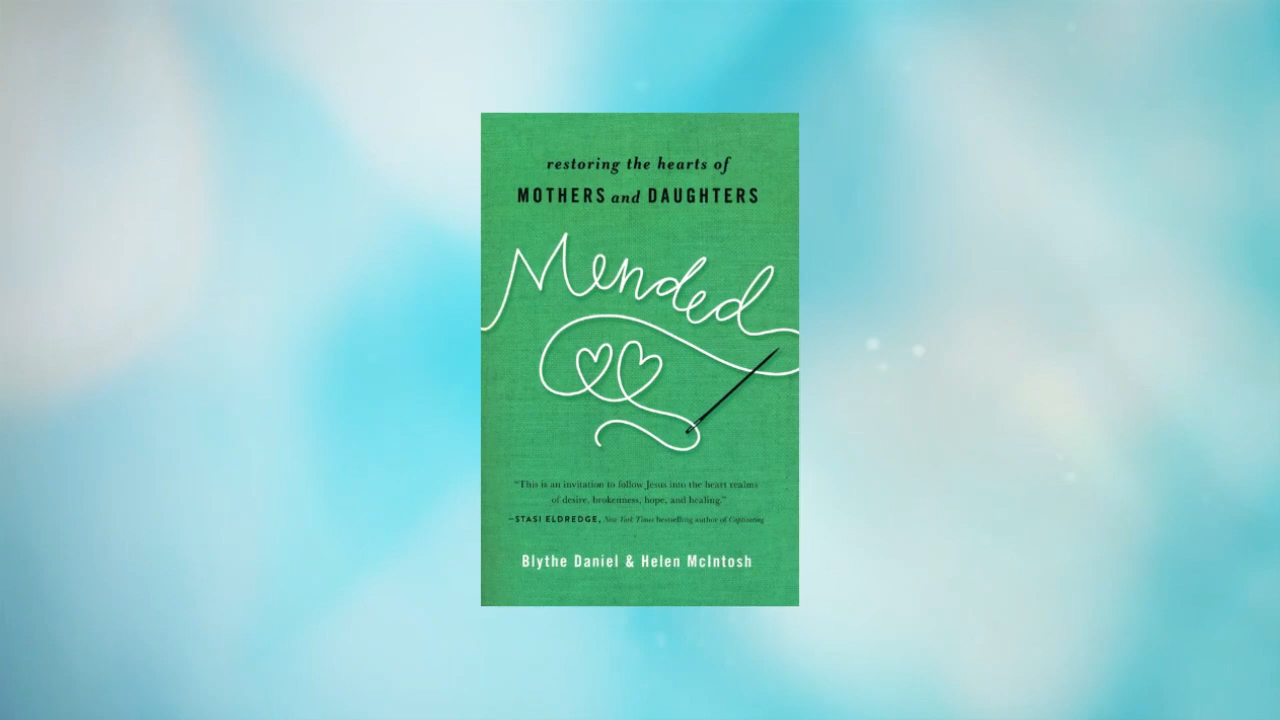 restoring the hearts of
MOTHERS and DAUGHTERS
Mended
"This is an invitation to follow Jesus into the heart realms
of desire, brokenness, hope, and healing."
—STASI ELDREDGE, New York Times bestselling author of Captivating
Blythe Daniel & Helen McIntosh